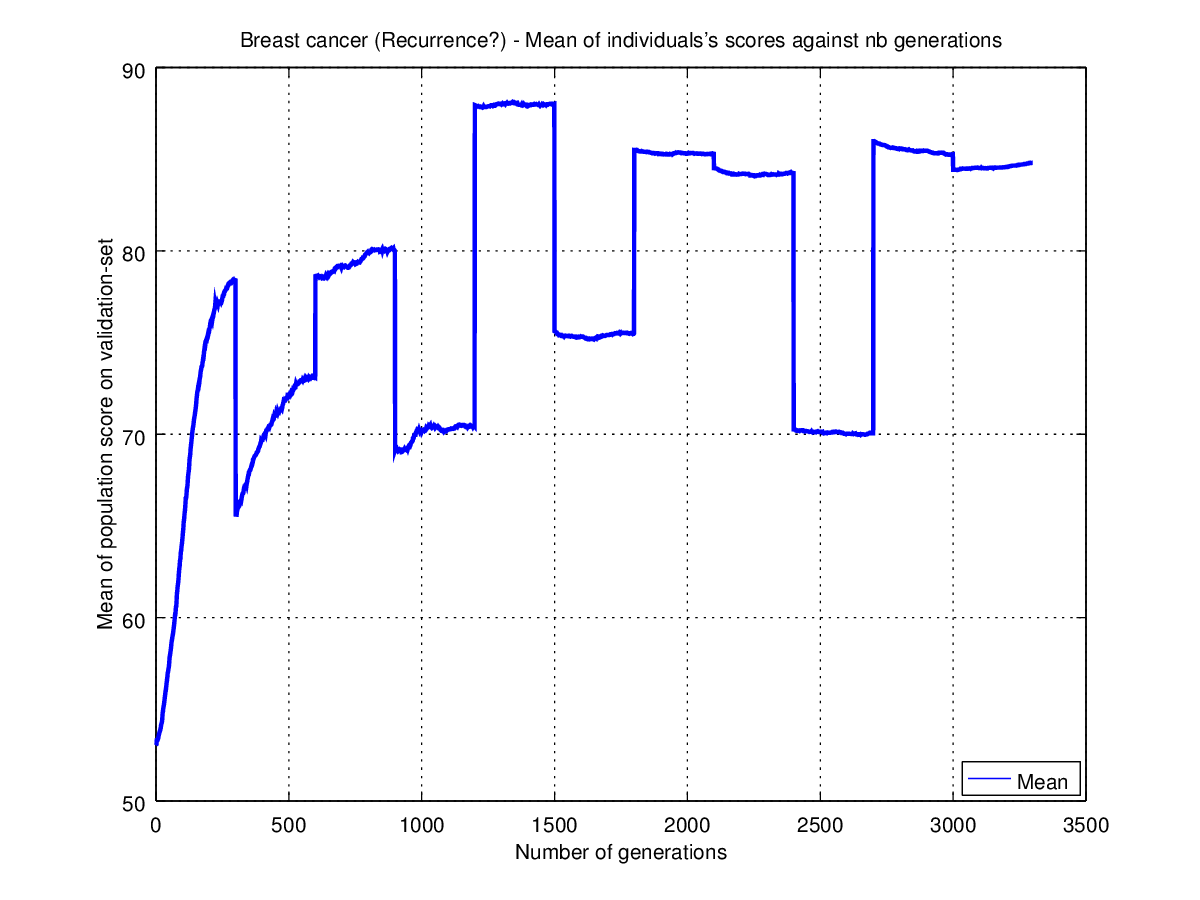 Breast cancer (Recurrence?) - Mean of individuals's scores against nb generations
90
80
70
60
50
Mean of population score on validation-set
0 500 1000 1500 2000 2500 3000 3500
Number of generations
Mean